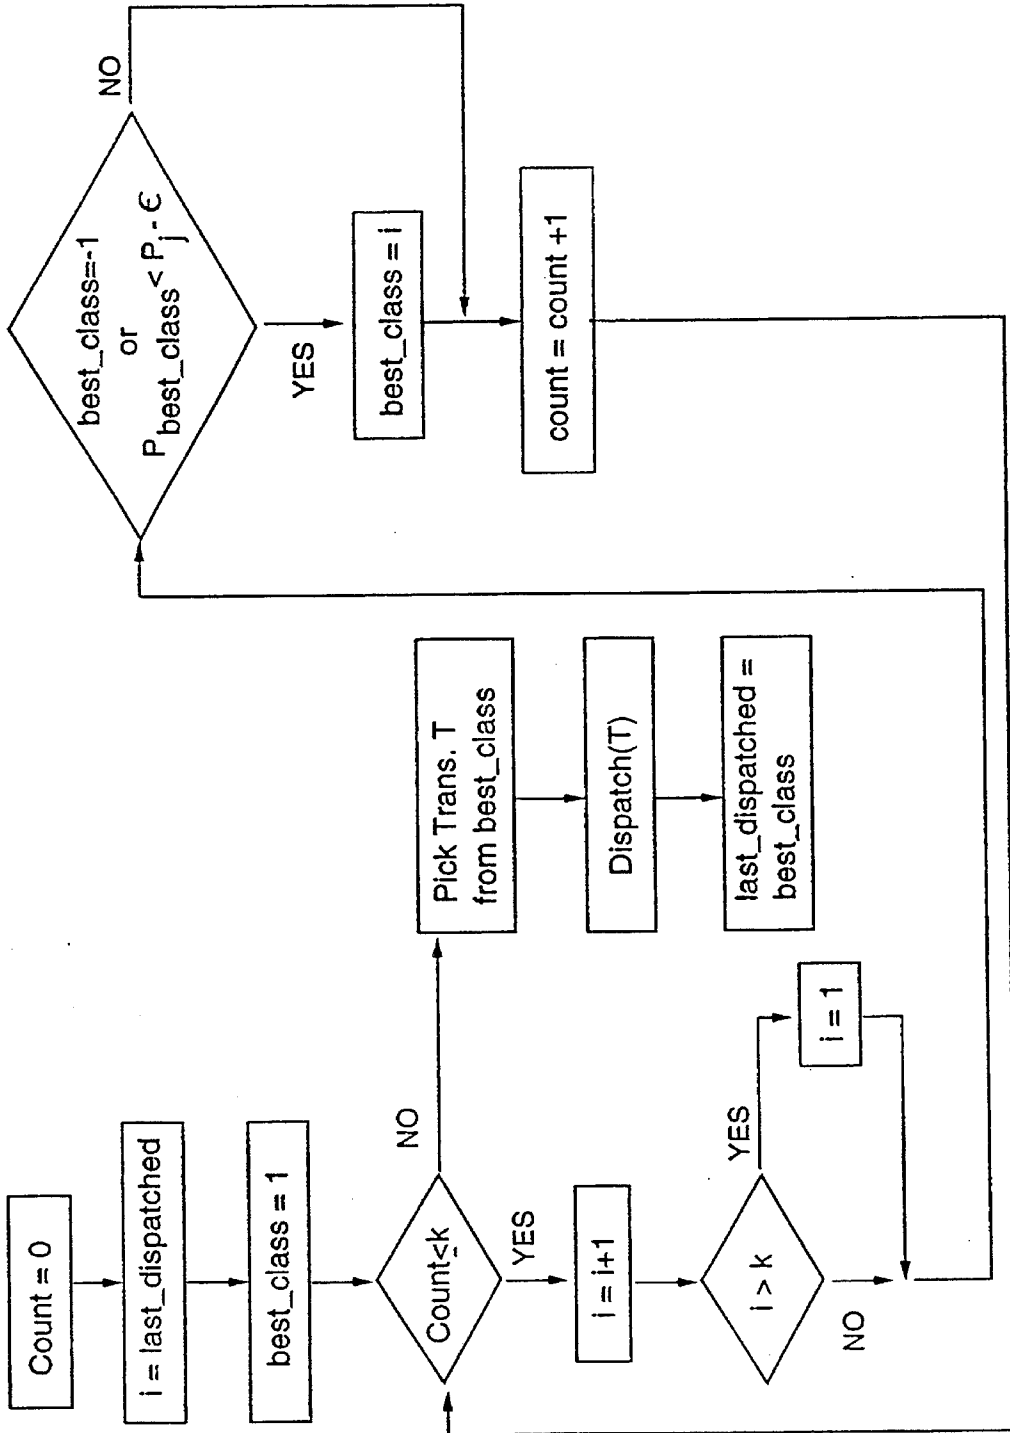 Count = 0
i = last_dispatched
best_class = 1
Count≤k
NO
YES
Pick Trans. T
from best_class
Dispatch(T)
last_dispatched =
best_class
i = i+1
i > k
YES
NO
i = 1
best_class=-1
or
P best_class < P j - ϵ
NO
YES
best_class = i
count = count +1